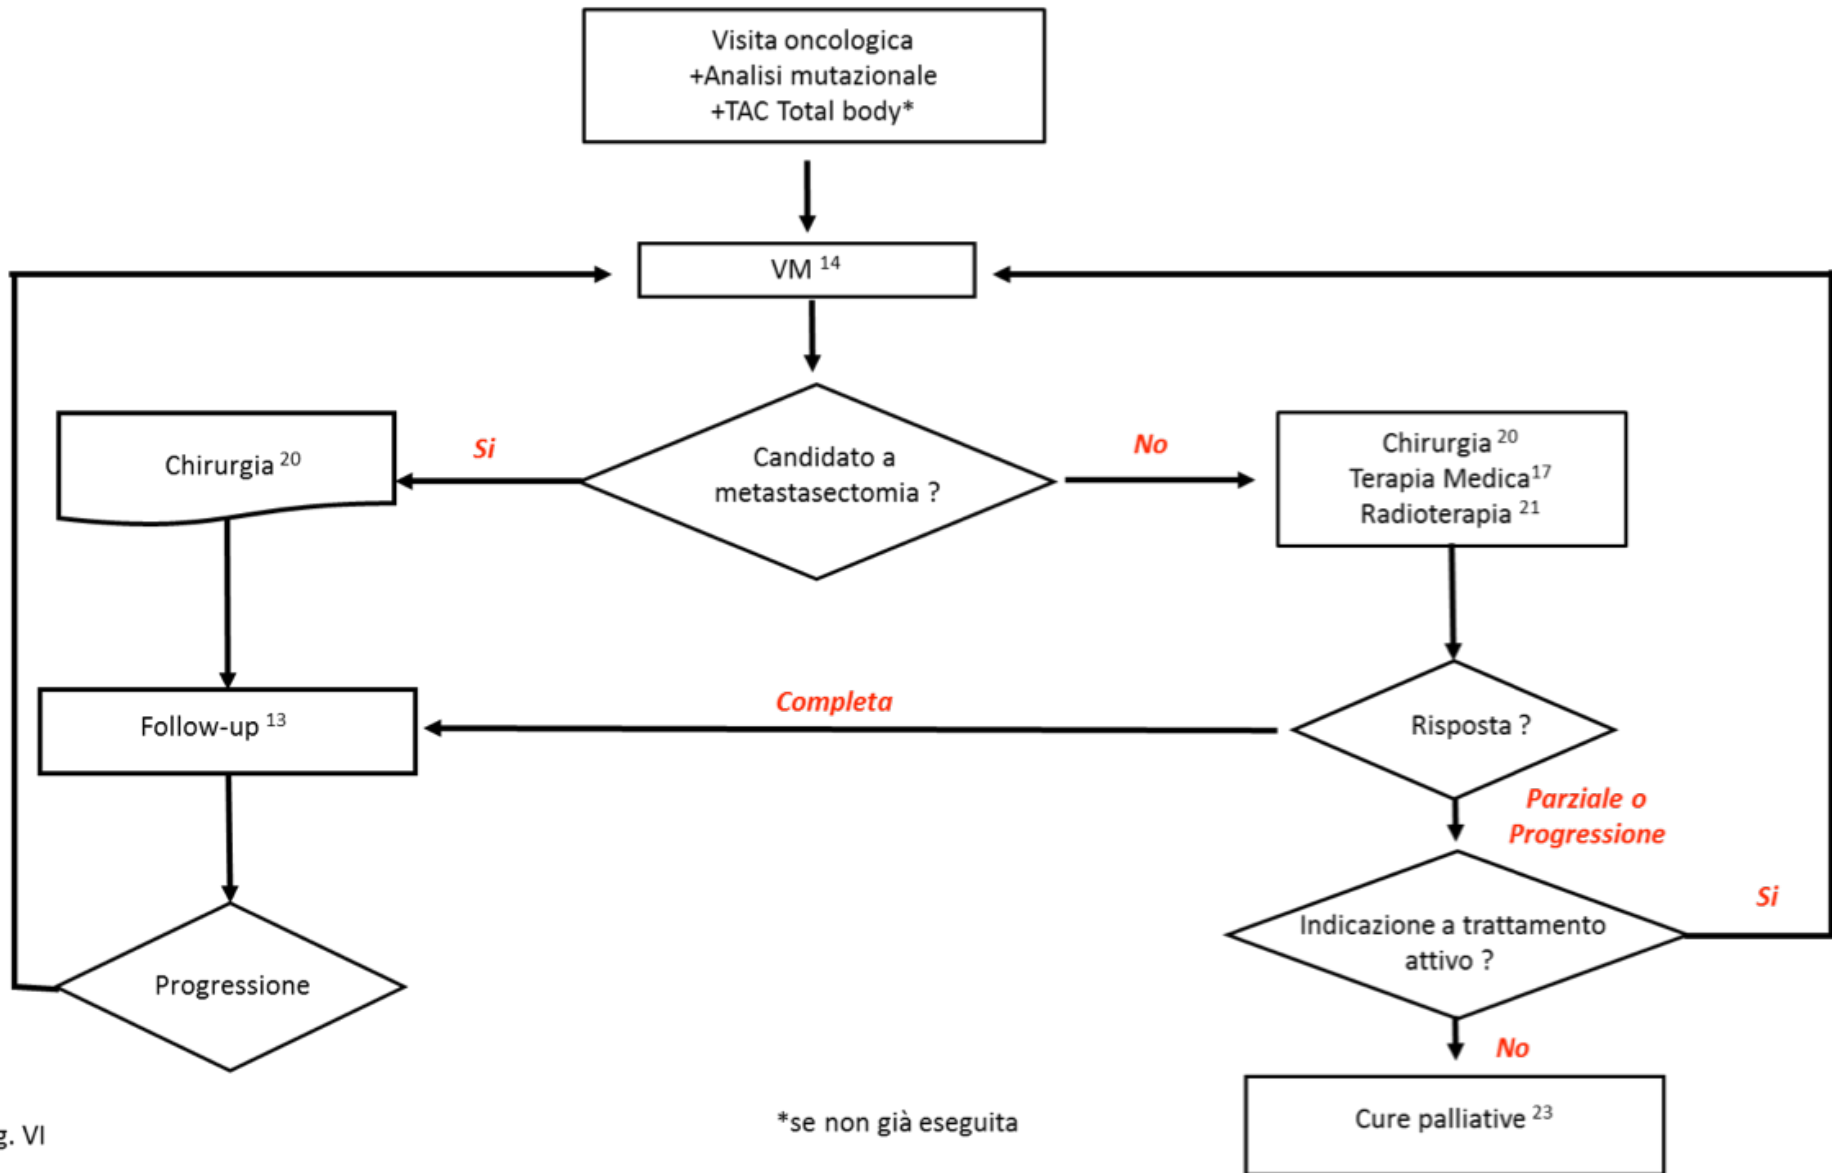 Visita oncologica
+Analisi mutazionale
+TAC Total body*
VM 14
Candidato a
metastasectomia ?
Si
No
Chirurgia 20
Chirurgia 20
Terapia Medica17
Radioterapia 21
Follow-up 13
Completa
Risposta ?
Parziale o
Progressione
Indicazione a trattamento
attivo ?
Si
No
Progressione
Cure palliative 23
*se non già eseguita
g. VI